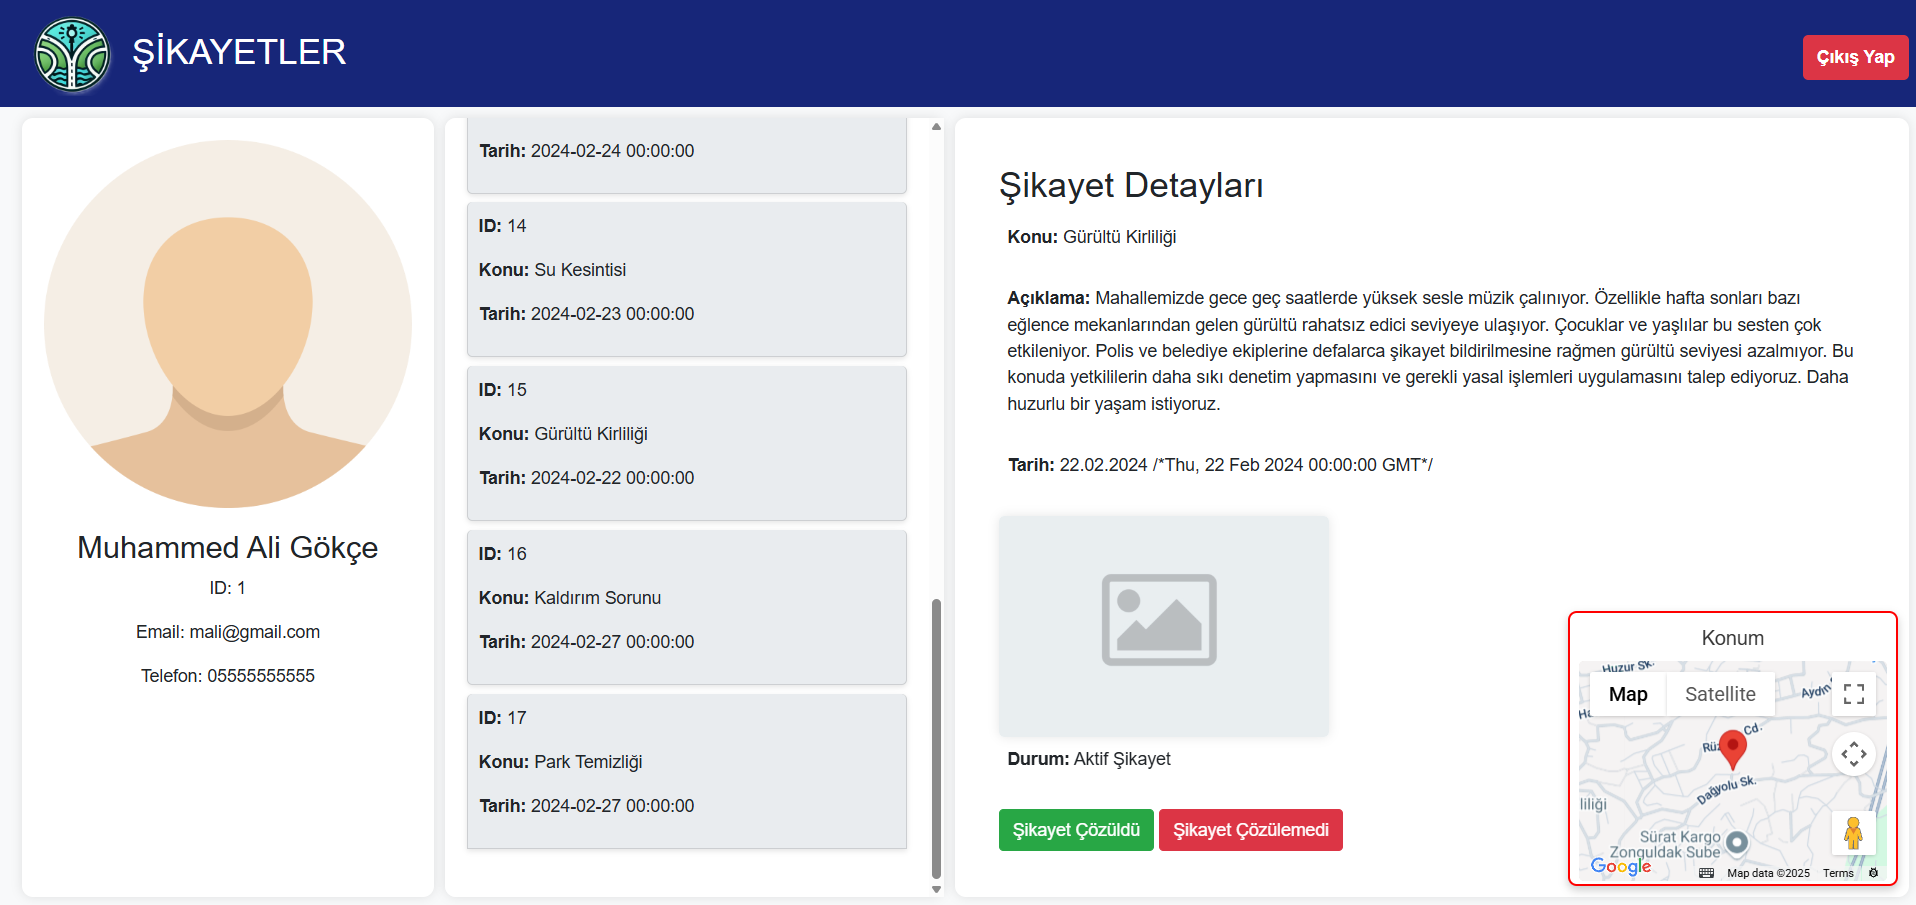 ŞİKAYETLER
Çıkış Yap
Muhammed Ali Gökçe
ID: 1
Email: mali@gmail.com
Telefon: 05555555555
Tarih: 2024-02-24 00:00:00
ID: 14
Konu: Su Kesintisi
Tarih: 2024-02-23 00:00:00
ID: 15
Konu: Gürültü Kirliliği
Tarih: 2024-02-22 00:00:00
ID: 16
Konu: Kaldırım Sorunu
Tarih: 2024-02-27 00:00:00
ID: 17
Konu: Park Temizliği
Tarih: 2024-02-27 00:00:00
Şikayet Detayları
Konu: Gürültü Kirliliği
Açıklama: Mahallemizde gece geç saatlerde yüksek sesle müzik çalınıyor. Özellikle hafta sonları bazı
eğlence mekanlarından gelen gürültü rahatsız edici seviyeye ulaşıyor. Çocuklar ve yaşlılar bu sesten çok
etkileniyor. Polis ve belediye ekiplerine defalarca şikayet bildirilmesine rağmen gürültü seviyesi azalmıyor. Bu
konuda yetkililerin daha sıkı denetim yapmasını ve gerekli yasal işlemleri uygulamasını talep ediyoruz. Daha
huzurlu bir yaşam istiyoruz.
Tarih: 22.02.2024 /*Thu, 22 Feb 2024 00:00:00 GMT*/
Durum: Aktif Şikayet
Şikayet Çözüldü
Şikayet Çözülemedi
Konum
Huzur Sk.
Map
Satellite
Aydın
Cd.
Dağyolu Sk.
liliği
Sürat Kargo
Zonguldak Şube
Google
Map data ©2025
Terms